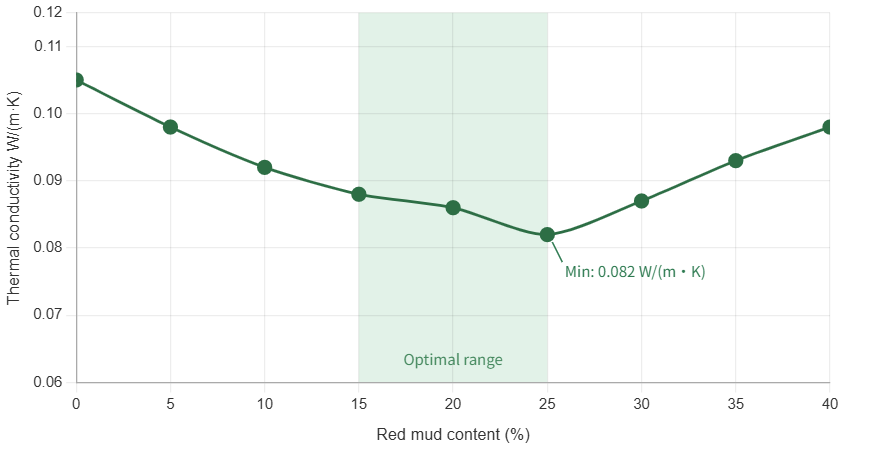 0.12
0.11
0.10
0.09
0.08
0.07
0.06
Thermal conductivity W/(m·K)
Min: 0.082 W/(m・K)
Optimal range
0 5 10 15 20 25 30 35 40
Red mud content (%)